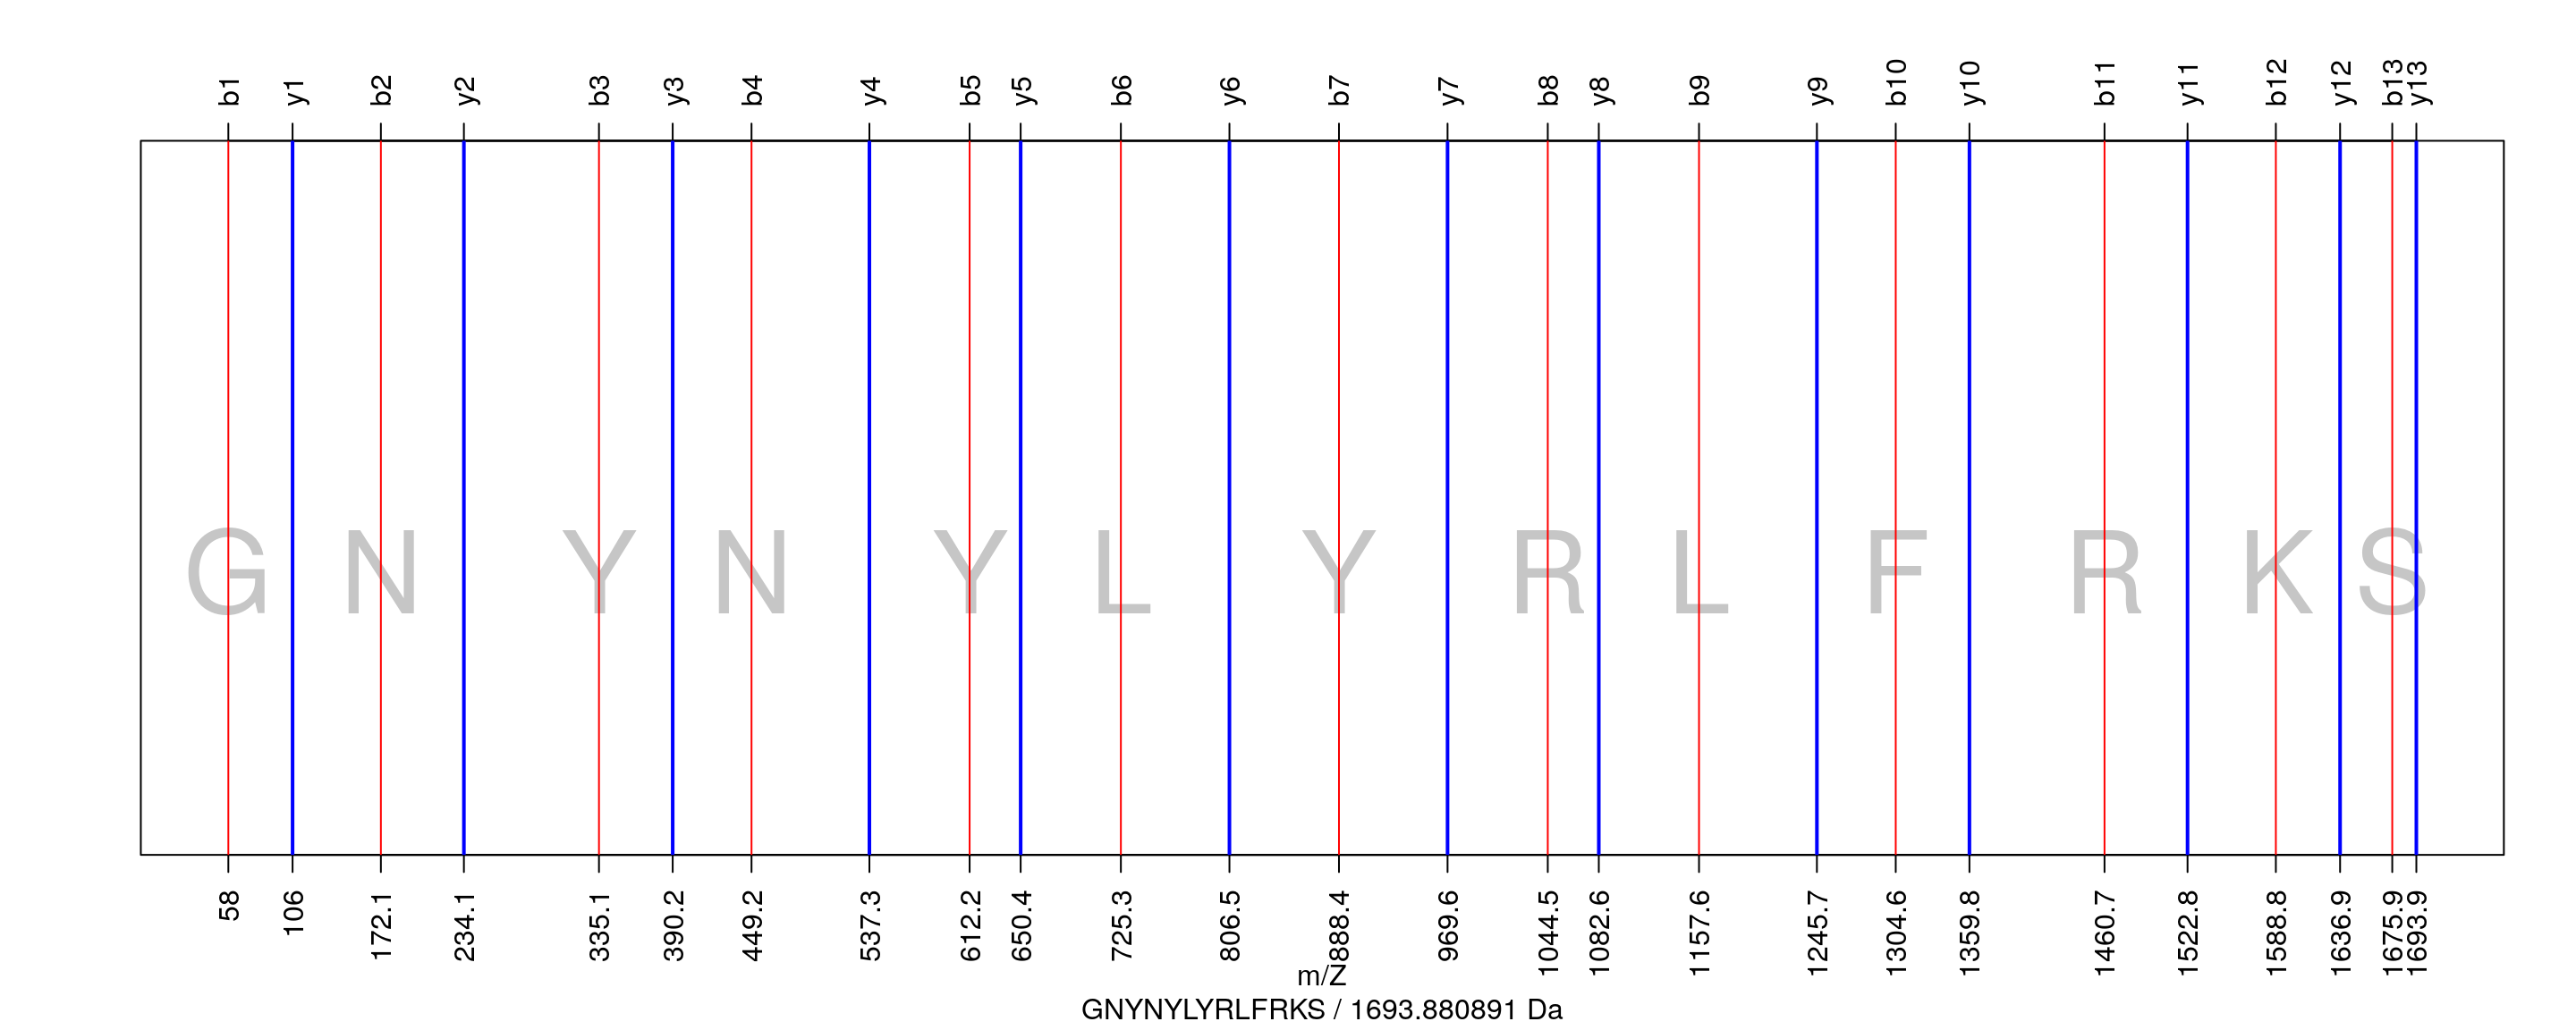 b1 y1 b2 y2 b3 y3 b4 y4 b5 y5 b6 y6 b7 y7 b8 y8 b9 y9 b10 y10 b11 y11 b12 y12 b13 y13
G N Y N Y L Y R L F R K S
58 106 172.1 234.1 335.1 390.2 449.2 537.3 612.2 650.4 725.3 806.5 888.4 969.6 1044.5 1082.6 1157.6 1245.7 1304.6 1359.8 1460.7 1522.8 1588.8 1636.9 1675.9 1693.9
m/Z
GNYNYLYRLFRKS / 1693.880891 Da